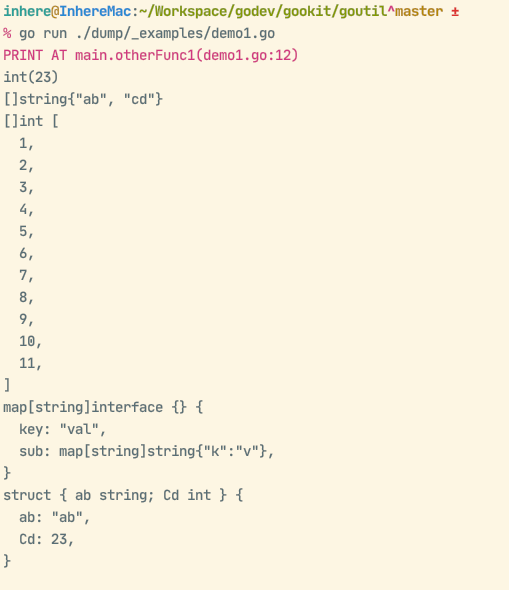 inhere@InhereMac:~/Workspace/godev/gookit/goutil^master ±
% go run ./dump/_examples/demo1.go
PRINT AT main.otherFunc1(demo1.go:12)
int(23)
[]string{"ab", "cd"}
[]int [
  1,
  2,
  3,
  4,
  5,
  6,
  7,
  8,
  9,
  10,
  11,
]
map[string]interface {} {
  key: "val",
  sub: map[string]string{"k":"v"},
}
struct { ab string; Cd int } {
  ab: "ab",
  Cd: 23,
}